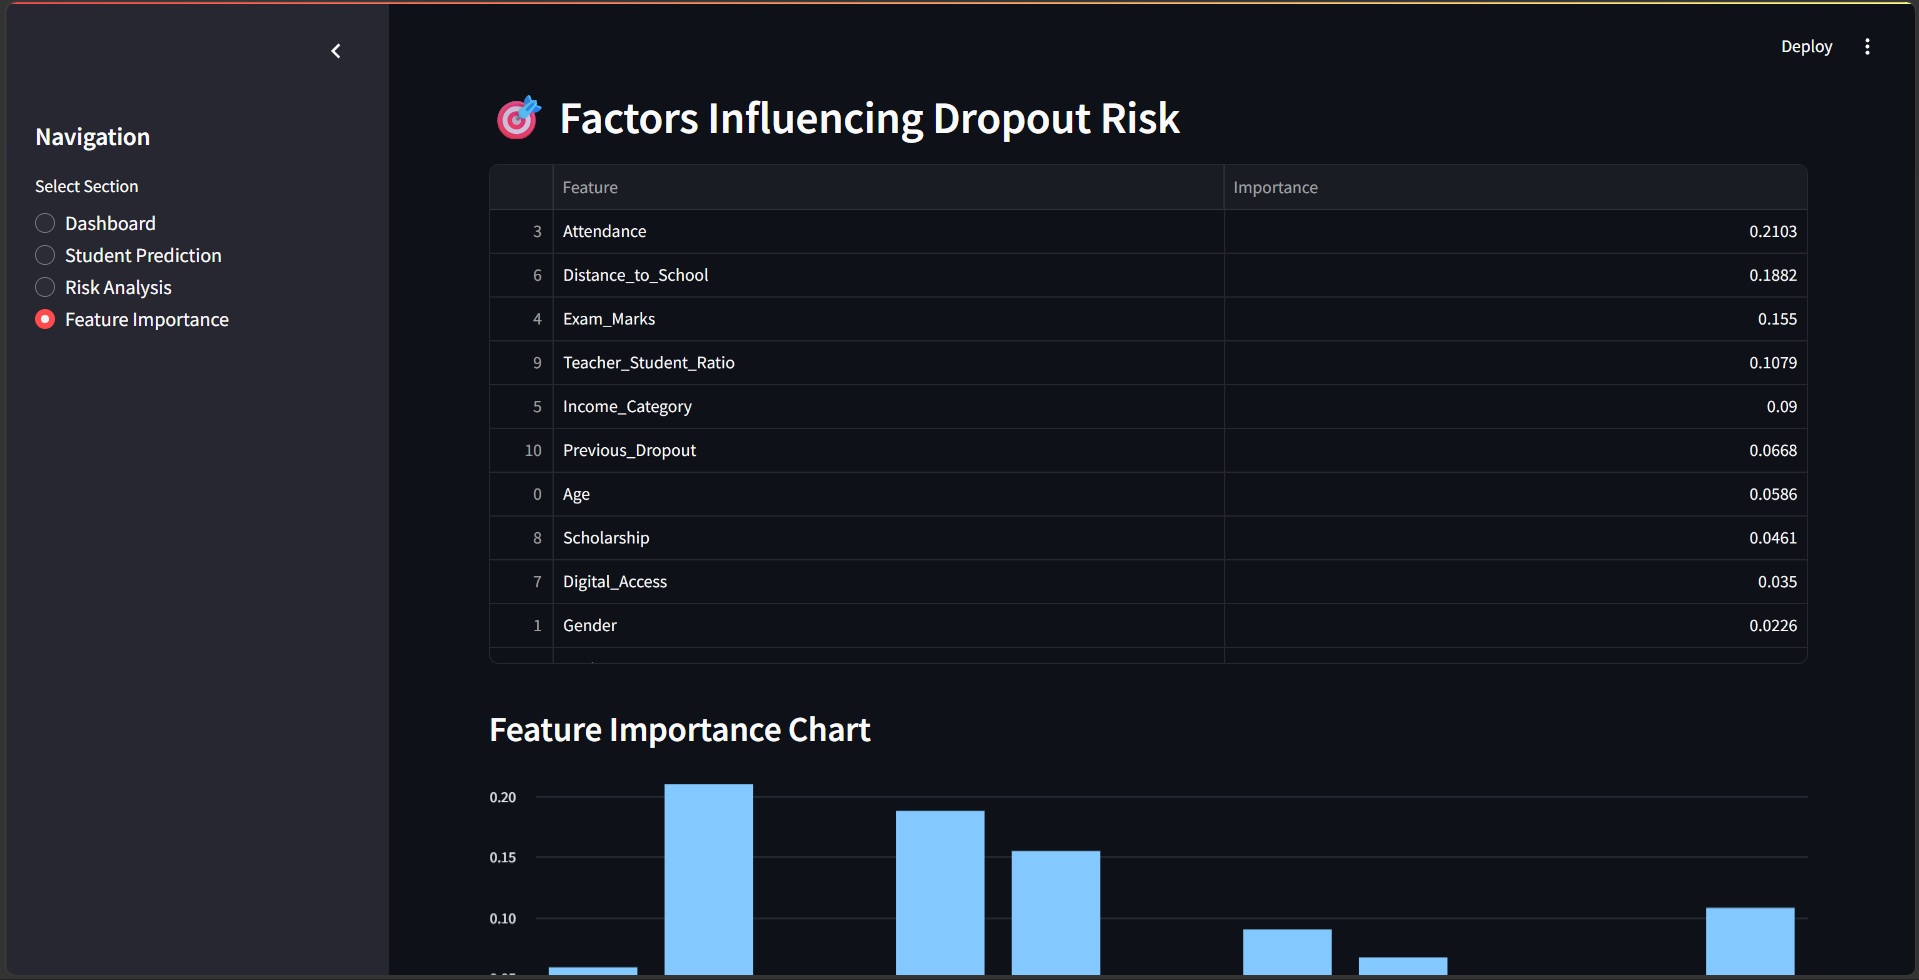 Deploy
Navigation
Select Section
Dashboard
Student Prediction
Risk Analysis
Feature Importance
🎯 Factors Influencing Dropout Risk
Feature Importance
3 Attendance 0.2103
6 Distance_to_School 0.1882
4 Exam_Marks 0.155
9 Teacher_Student_Ratio 0.1079
5 Income_Category 0.09
10 Previous_Dropout 0.0668
0 Age 0.0586
8 Scholarship 0.0461
7 Digital_Access 0.035
1 Gender 0.0226
Feature Importance Chart
0.20
0.15
0.10